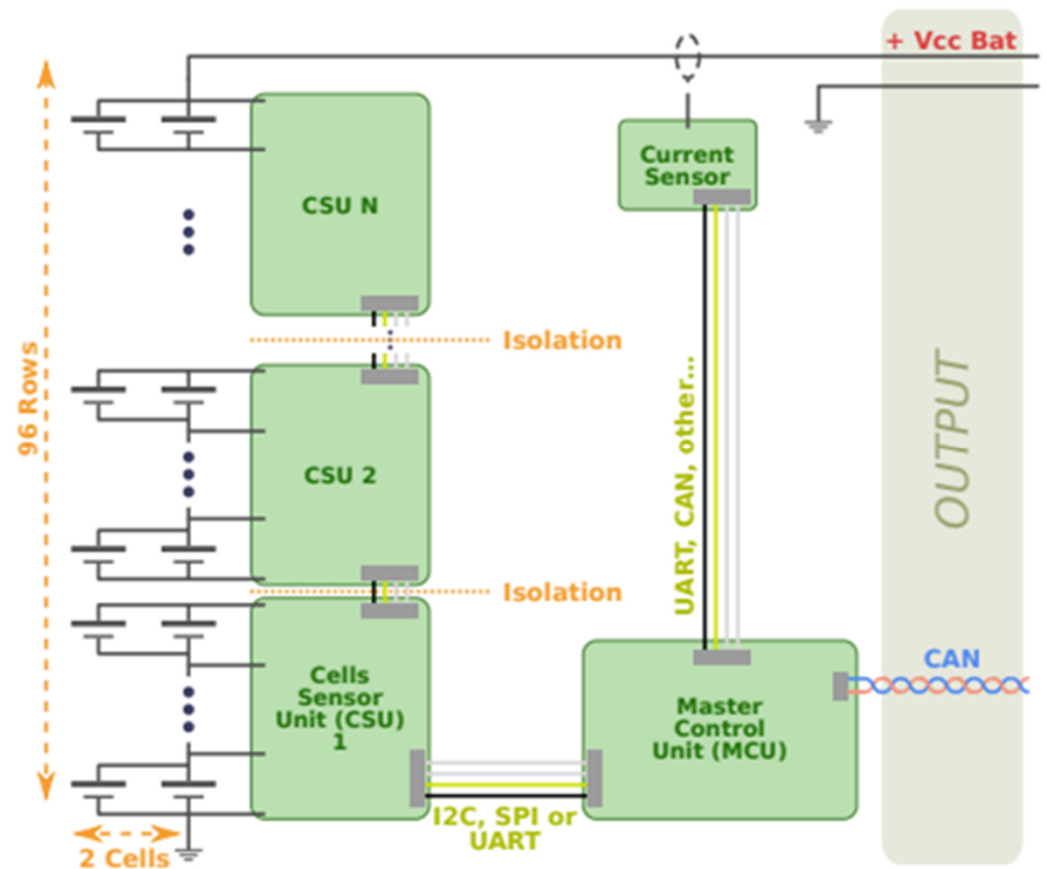 + Vcc Bat
Current
Sensor
CSU N
Isolation
96 Rows
CSU 2
UART, CAN, other...
OUTPUT
Isolation
Cells
Sensor
Unit (CSU)
1
CAN
Master
Control
Unit (MCU)
I2C, SPI or
UART
2 Cells